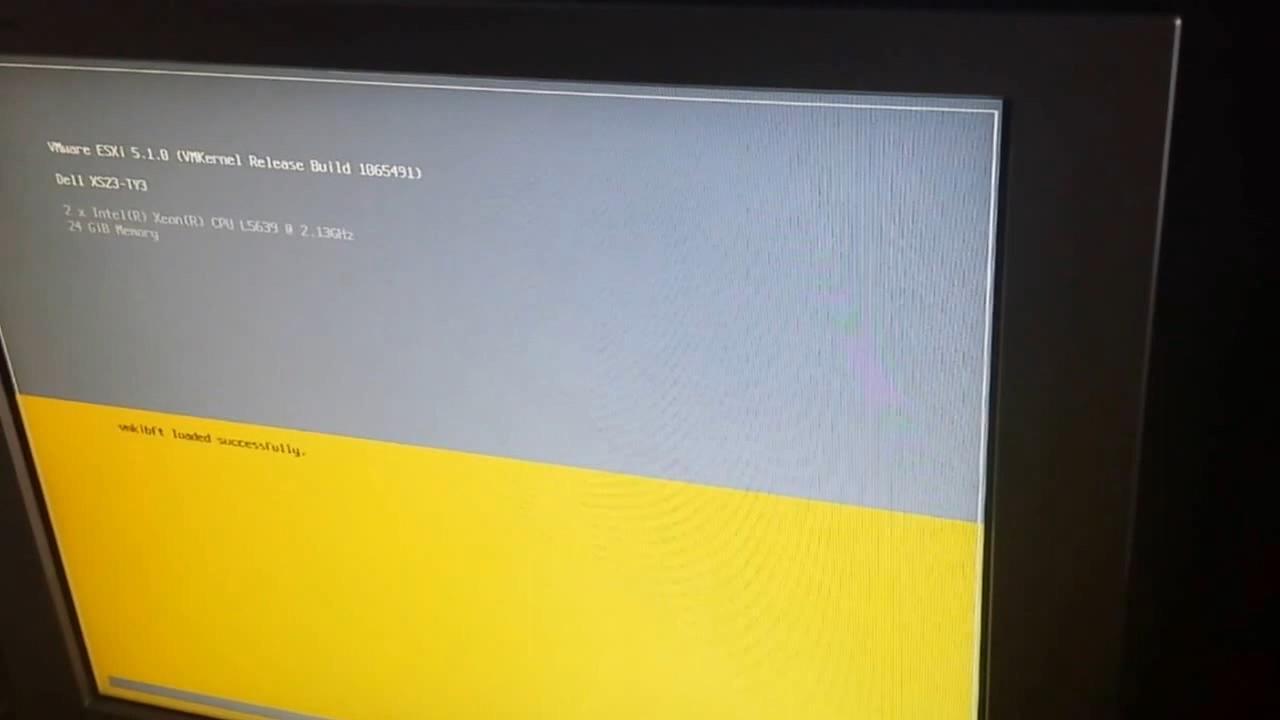 VMware ESXi 5.1.0 (VMKernel Release Build 1065491)
Dell XS23-TY3
2 x Intel(R) Xeon(R) CPU L5639 @ 2.13GHz
24 GiB Memory
vmkibft loaded successfully.